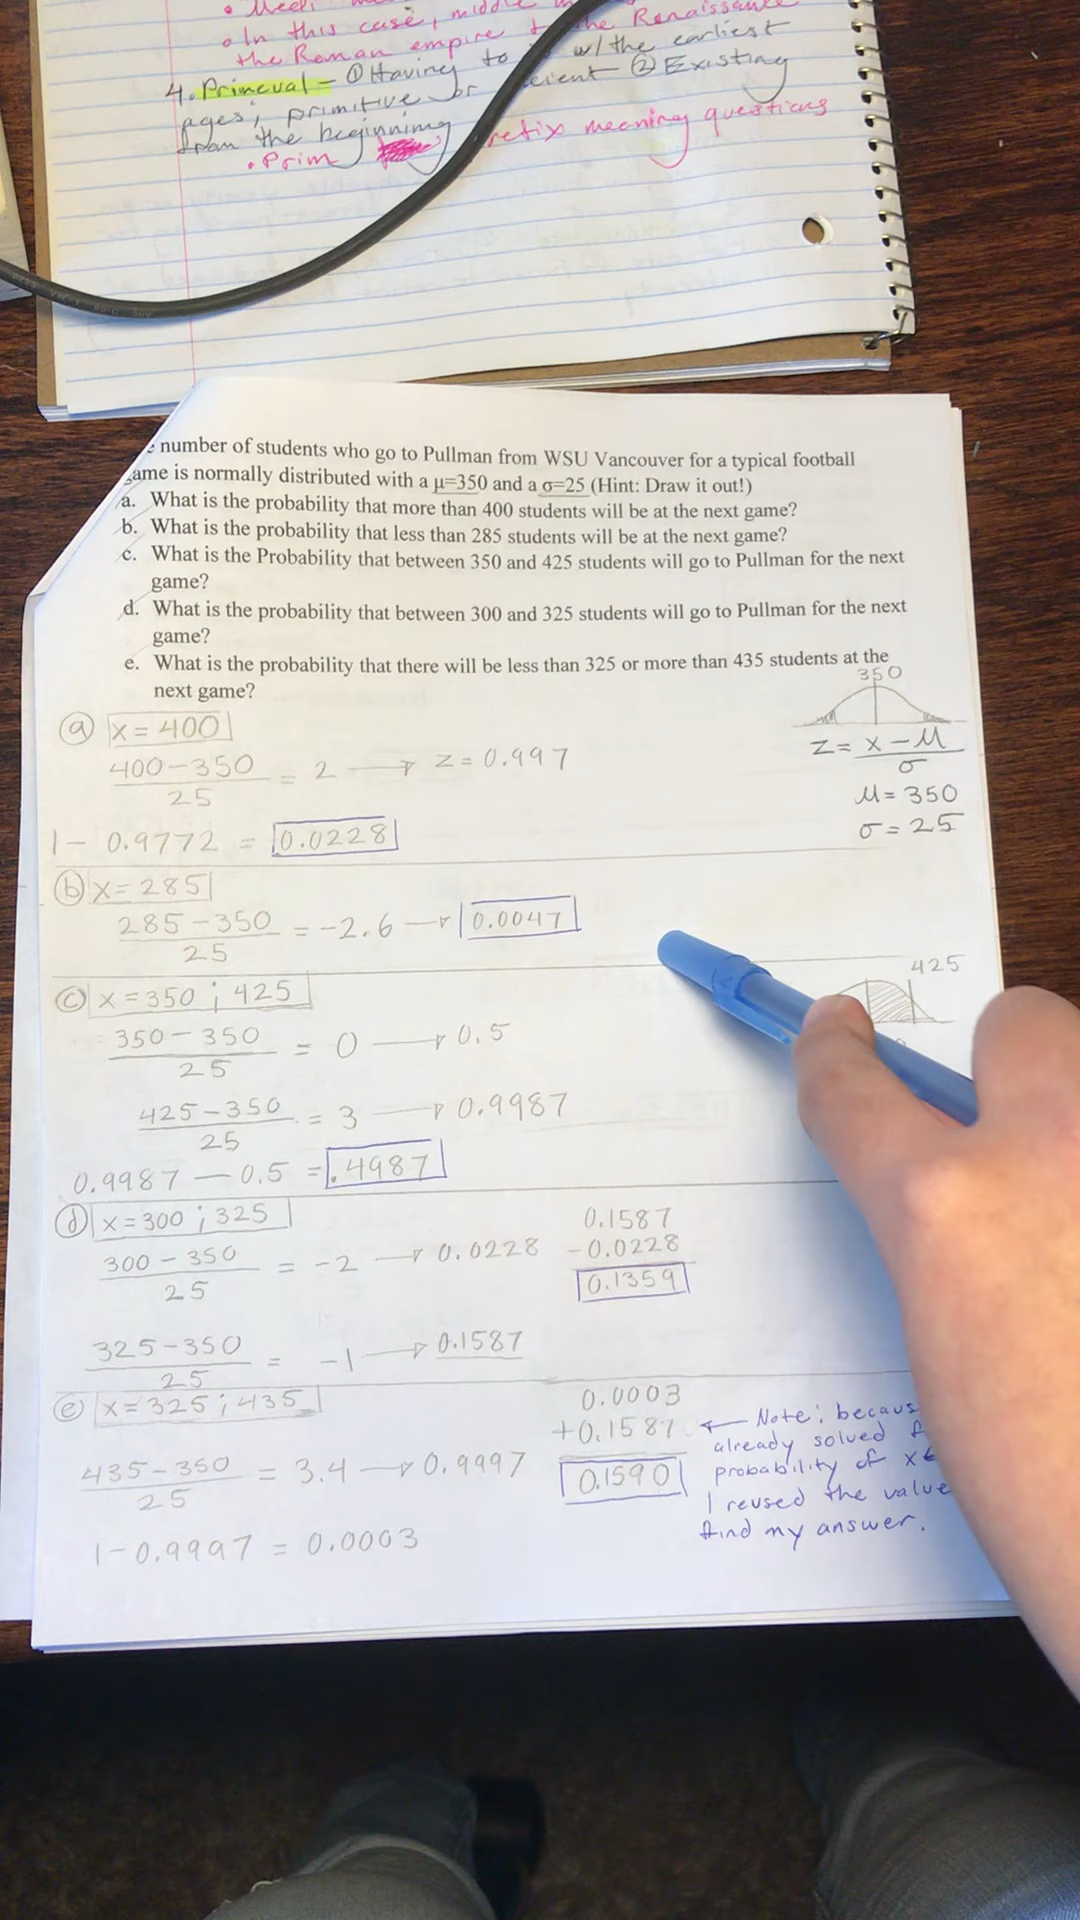 • Medi
• In this case, middle
the Roman empire the Renaissance
4. Primeval – ① Having to w/ the earliest
ages; primitive or cient ② Existing
from the beginning
• Prim refix meaning questions
number of students who go to Pullman from WSU Vancouver for a typical football
ame is normally distributed with a μ=350 and a σ=25 (Hint: Draw it out!)
a. What is the probability that more than 400 students will be at the next game?
b. What is the probability that less than 285 students will be at the next game?
c. What is the Probability that between 350 and 425 students will go to Pullman for the next
game?
d. What is the probability that between 300 and 325 students will go to Pullman for the next
game?
e. What is the probability that there will be less than 325 or more than 435 students at the
next game?
350
z = x – μ
σ
μ = 350
σ = 25
ⓐ x = 400
400 – 350 = 2 → z = 0.997
25
1 – 0.9772 = 0.0228
ⓑ x = 285
285 – 350 = -2.6 → 0.0047
25
ⓒ x = 350 ; 425
425
350 – 350 = 0 → 0.5
25
425 – 350 = 3 → 0.9987
25
0.9987 – 0.5 = .4987
ⓓ x = 300 ; 325
300 – 350 = -2 → 0.0228
25
0.1587
-0.0228
0.1359
325 – 350 = -1 → 0.1587
25
ⓔ x = 325 ; 435
435 – 350 = 3.4 → 0.9997
25
1 – 0.9997 = 0.0003
0.0003
+0.1587
0.1590
← Note: becaus
already solved f
probability of x
I reused the value
find my answer.